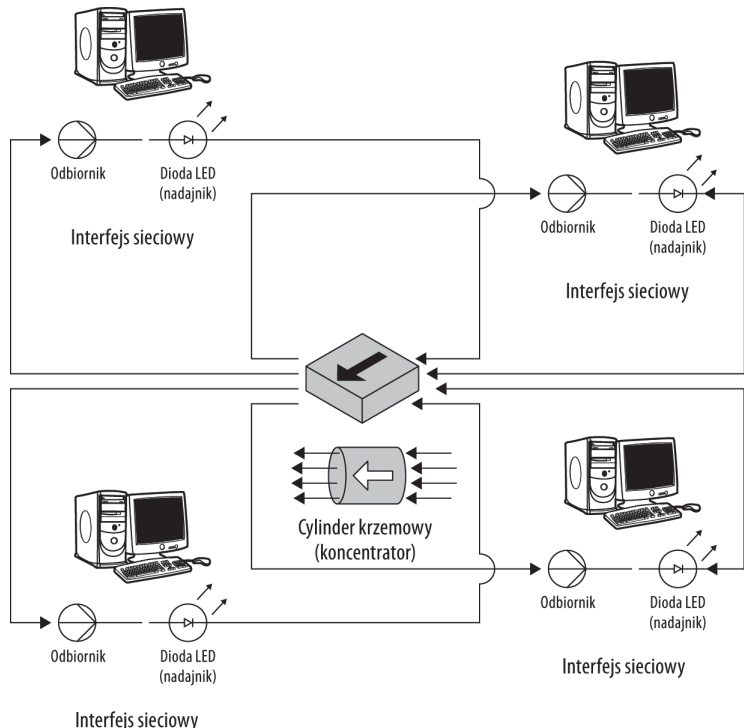 Odbiornik
Dioda LED
(nadajnik)
Interfejs sieciowy
Odbiornik
Dioda LED
(nadajnik)
Interfejs sieciowy
Cylinder krzemowy
(koncentrator)
Odbiornik
Dioda LED
(nadajnik)
Interfejs sieciowy
Odbiornik
Dioda LED
(nadajnik)
Interfejs sieciowy